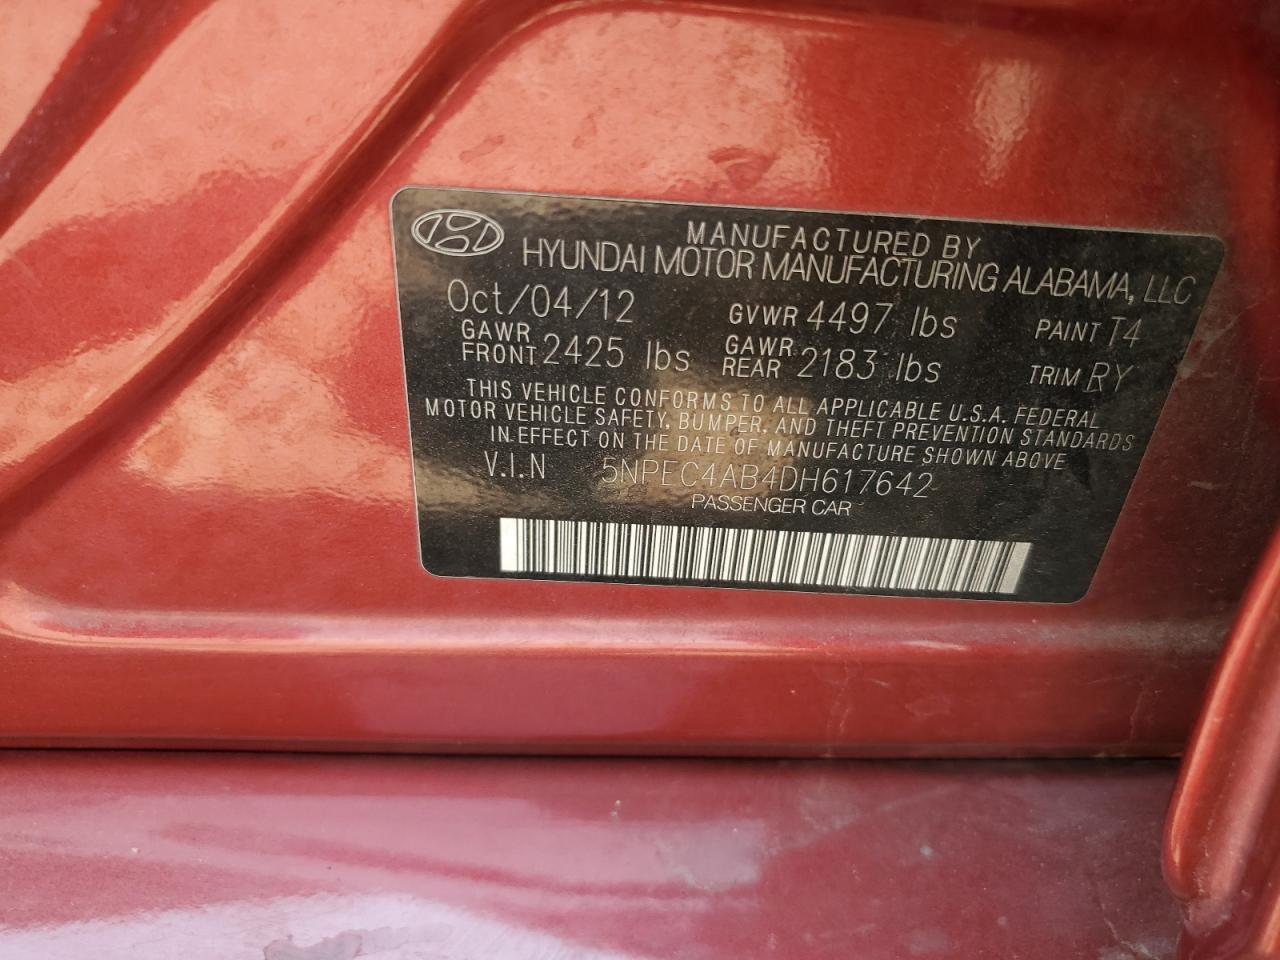 MANUFACTURED BY
HYUNDAI MOTOR MANUFACTURING ALABAMA, LLC
Oct/04/12 GVWR 4497 lbs PAINT T4
GAWR FRONT 2425 lbs GAWR REAR 2183 lbs TRIM RY
THIS VEHICLE CONFORMS TO ALL APPLICABLE U.S.A. FEDERAL
MOTOR VEHICLE SAFETY, BUMPER, AND THEFT PREVENTION STANDARDS
IN EFFECT ON THE DATE OF MANUFACTURE SHOWN ABOVE
V.I.N 5NPEC4AB4DH617642
PASSENGER CAR